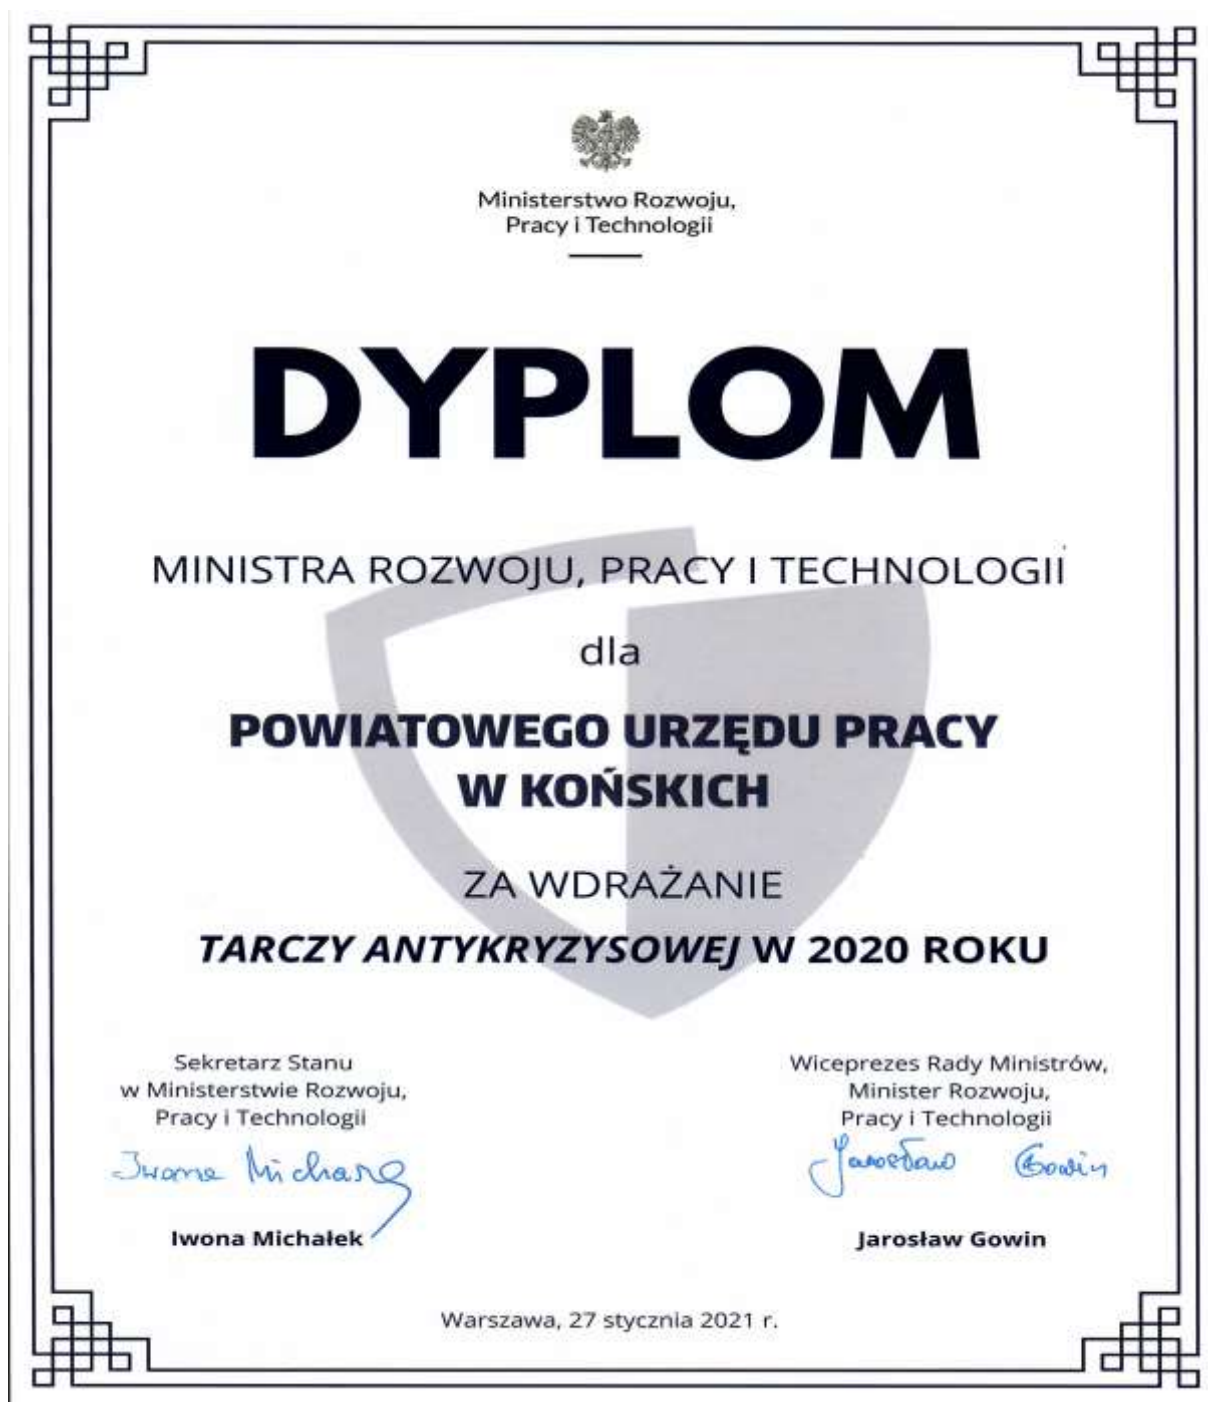 Ministerstwo Rozwoju,
Pracy i Technologii
DYPLOM
MINISTRA ROZWOJU, PRACY I TECHNOLOGII
dla
POWIATOWEGO URZĘDU PRACY
W KOŃSKICH
ZA WDRAŻANIE
TARCZY ANTYKRYZYSOWEJ W 2020 ROKU
Sekretarz Stanu
w Ministerstwie Rozwoju,
Pracy i Technologii
Iwona Michałek
Iwona Michałek
Wiceprezes Rady Ministrów,
Minister Rozwoju,
Pracy i Technologii
Jarosław Gowin
Jarosław Gowin
Warszawa, 27 stycznia 2021 r.